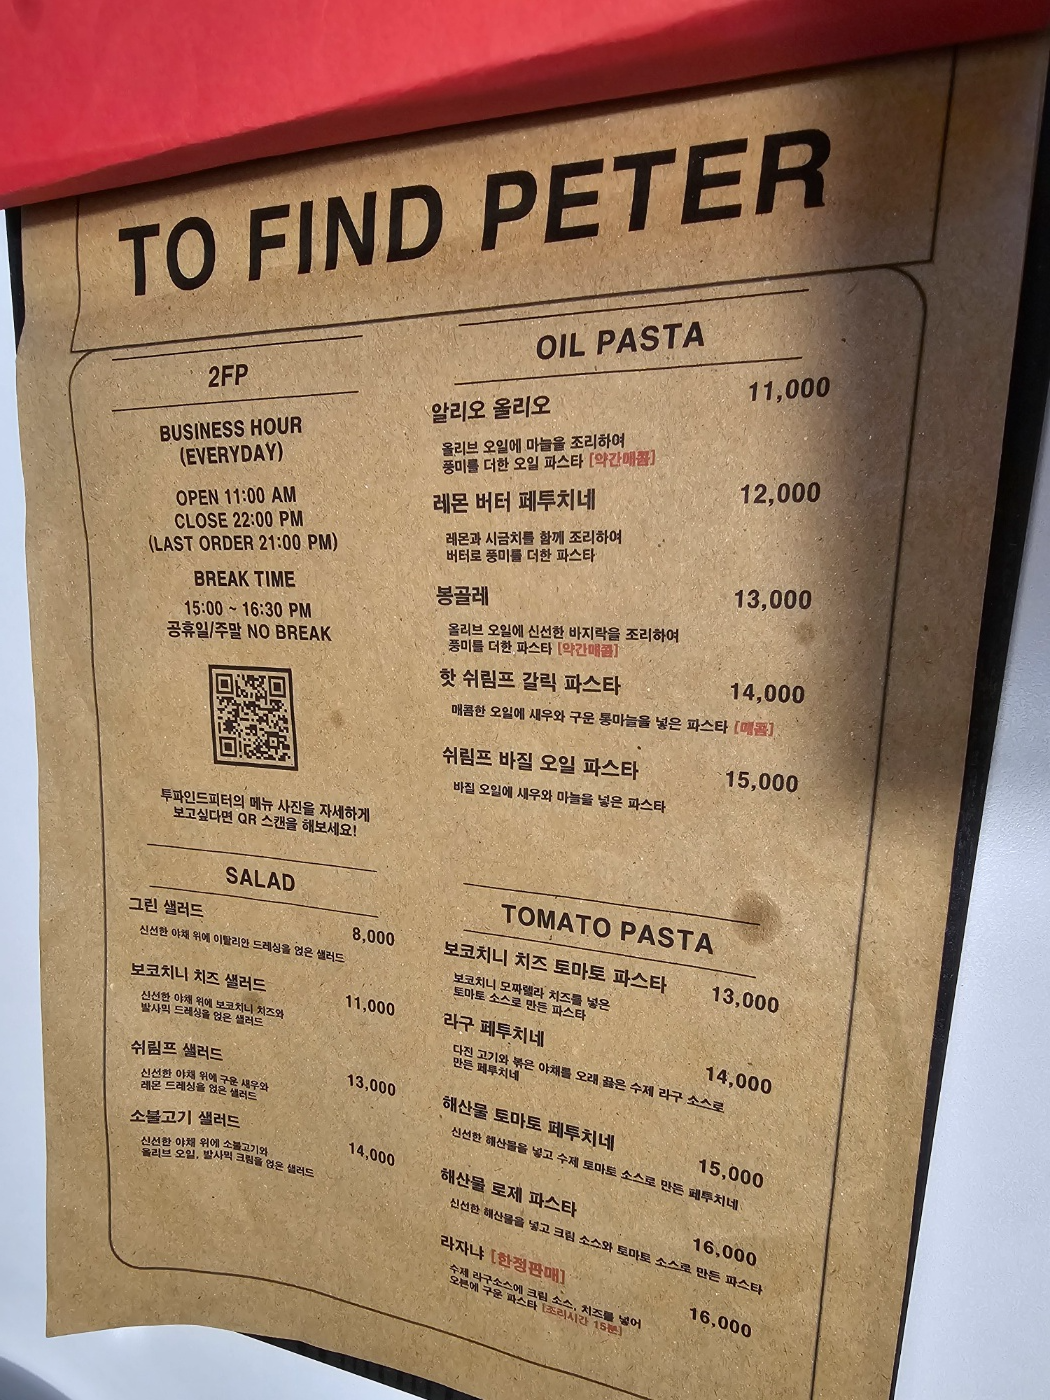 TO FIND PETER
2FP
BUSINESS HOUR
(EVERYDAY)
OPEN 11:00 AM
CLOSE 22:00 PM
(LAST ORDER 21:00 PM)
BREAK TIME
15:00 ~ 16:30 PM
공휴일/주말 NO BREAK
투파인드피터의 메뉴 사진을 자세하게
보고싶다면 QR 스캔을 해보세요!
SALAD
그린 샐러드
8,000
신선한 야채 위에 이탈리안 드레싱을 얹은 샐러드
보코치니 치즈 샐러드
11,000
신선한 야채 위에 보코치니 치즈와
발사믹 드레싱을 얹은 샐러드
쉬림프 샐러드
13,000
신선한 야채 위에 구운 새우와
레몬 드레싱을 얹은 샐러드
소불고기 샐러드
14,000
신선한 야채 위에 소불고기와
올리브 오일, 발사믹 크림을 얹은 샐러드
OIL PASTA
알리오 올리오
11,000
올리브 오일에 마늘을 조리하여
풍미를 더한 오일 파스타 [약간매콤]
레몬 버터 페투치네
12,000
레몬과 시금치를 함께 조리하여
버터로 풍미를 더한 파스타
봉골레
13,000
올리브 오일에 신선한 바지락을 조리하여
풍미를 더한 파스타 [약간매콤]
핫 쉬림프 갈릭 파스타
14,000
매콤한 오일에 새우와 구운 통마늘을 넣은 파스타 [매콤]
쉬림프 바질 오일 파스타
15,000
바질 오일에 새우와 마늘을 넣은 파스타
TOMATO PASTA
보코치니 치즈 토마토 파스타
13,000
보코치니 모짜렐라 치즈를 넣은
토마토 소스로 만든 파스타
라구 페투치네
14,000
다진 고기와 볶은 야채를 오래 끓은 수제 라구 소스로
만든 페투치네
해산물 토마토 페투치네
15,000
신선한 해산물을 넣고 수제 토마토 소스로 만든 페투치네
해산물 로제 파스타
16,000
신선한 해산물을 넣고 크림 소스와 토마토 소스로 만든 파스타
라자냐 [한정판매]
16,000
수제 라구소스에 크림 소스, 치즈를 넣어
오븐에 구운 파스타 [조리시간 15분]